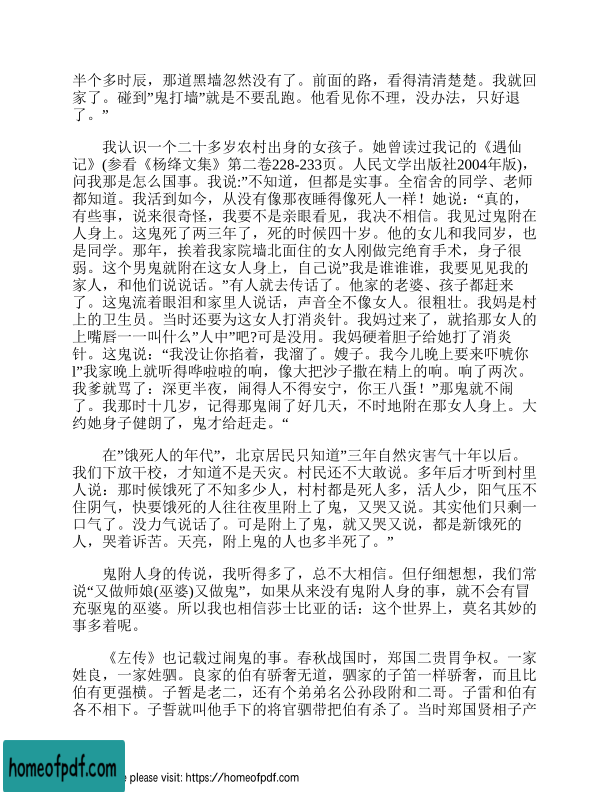 半个多时辰，那道黑墙忽然没有了。前面的路，看得清清楚楚。我就回
家了。碰到”鬼打墙”就是不要乱跑。他看见你不理，没办法，只好退
了。”
我认识一个二十多岁农村出身的女孩子。她曾读过我记的《遇仙
记》(参看《杨绛文集》第二卷228-233页。人民文学出版社2004年版)，
问我那是怎么国事。我说:”不知道，但都是实事。全宿舍的同学、老师
都知道。我活到如今，从没有像那夜睡得像死人一样！她说：“真的，
有些事，说来很奇怪，我要不是亲眼看见，我决不相信。我见过鬼附在
人身上。这鬼死了两三年了，死的时候四十岁。他的女儿和我同岁，也
是同学。那年，挨着我家院墙北面住的女人刚做完绝育手术，身子很
弱。这个男鬼就附在这女人身上，自己说”我是谁谁谁，我要见见我的
家人，和他们说说话。”有人就去传话了。他家的老婆、孩子都赶来
了。这鬼流着眼泪和家里人说话，声音全不像女人。很粗壮。我妈是村
上的卫生员。当时还要为这女人打消炎针。我妈过来了，就掐那女人的
上嘴唇一一叫什么”人中”吧?可是没用。我妈硬着胆子给她打了消炎
针。这鬼说：“我没让你掐着，我溜了。嫂子。我今儿晚上要来吓唬你
l”我家晚上就听得哗啦啦的响，像大把沙子撒在精上的响。响了两次。
我爹就骂了：深更半夜，闹得人不得安宁，你王八蛋！”那鬼就不闹
了。我那时十几岁，记得那鬼闹了好几天，不时地附在那女人身上。大
约她身子健朗了，鬼才给赶走。“
在”饿死人的年代”，北京居民只知道”三年自然灾害气十年以后。
我们下放干校，才知道不是天灾。村民还不大敢说。多年后才听到村里
人说：那时候饿死了不知多少人，村村都是死人多，活人少，阳气压不
住阴气，快要饿死的人往往夜里附上了鬼，又哭又说。其实他们只剩一
口气了。没力气说话了。可是附上了鬼，就又哭又说，都是新饿死的
人，哭着诉苦。天亮，附上鬼的人也多半死了。”
鬼附人身的传说，我听得多了，总不大相信。但仔细想想，我们常
说“又做师娘(巫婆)又做鬼”，如果从来没有鬼附人身的事，就不会有冒
充驱鬼的巫婆。所以我也相信莎士比亚的话：这个世界上，莫名其妙的
事多着呢。
《左传》也记载过闹鬼的事。春秋战国时，郑国二贵胄争权。一家
姓良，一家姓驷。良家的伯有骄奢无道，驷家的子笛一样骄奢，而且比
伯有更强横。子暂是老二，还有个弟弟名公孙段附和二哥。子雷和伯有
各不相下。子誓就叫他手下的将官驷带把伯有杀了。当时郑国贤相子产
homeofpdf.com
e please visit: https://homeofpdf.com